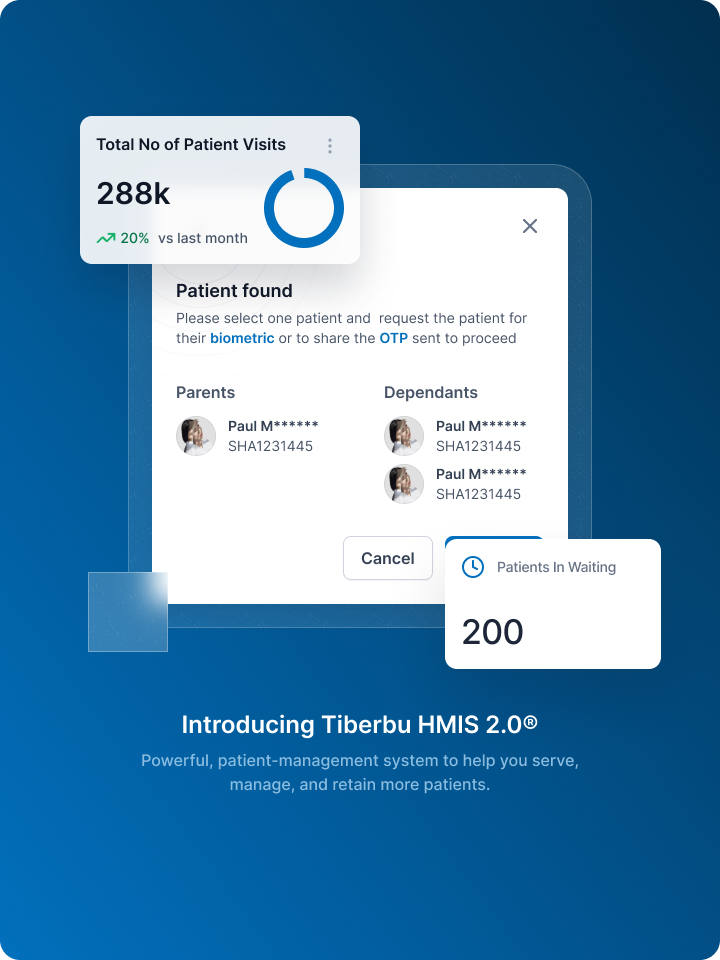 Total No of Patient Visits
288k
20% vs last month
Patient found
Please select one patient and  request the patient for
their biometric or to share the OTP sent to proceed
Parents
Dependants
Paul M******
SHA1231445
Paul M******
SHA1231445
Paul M******
SHA1231445
Cancel
Patients In Waiting
200
Introducing Tiberbu HMIS 2.0®
Powerful, patient-management system to help you serve,
manage, and retain more patients.